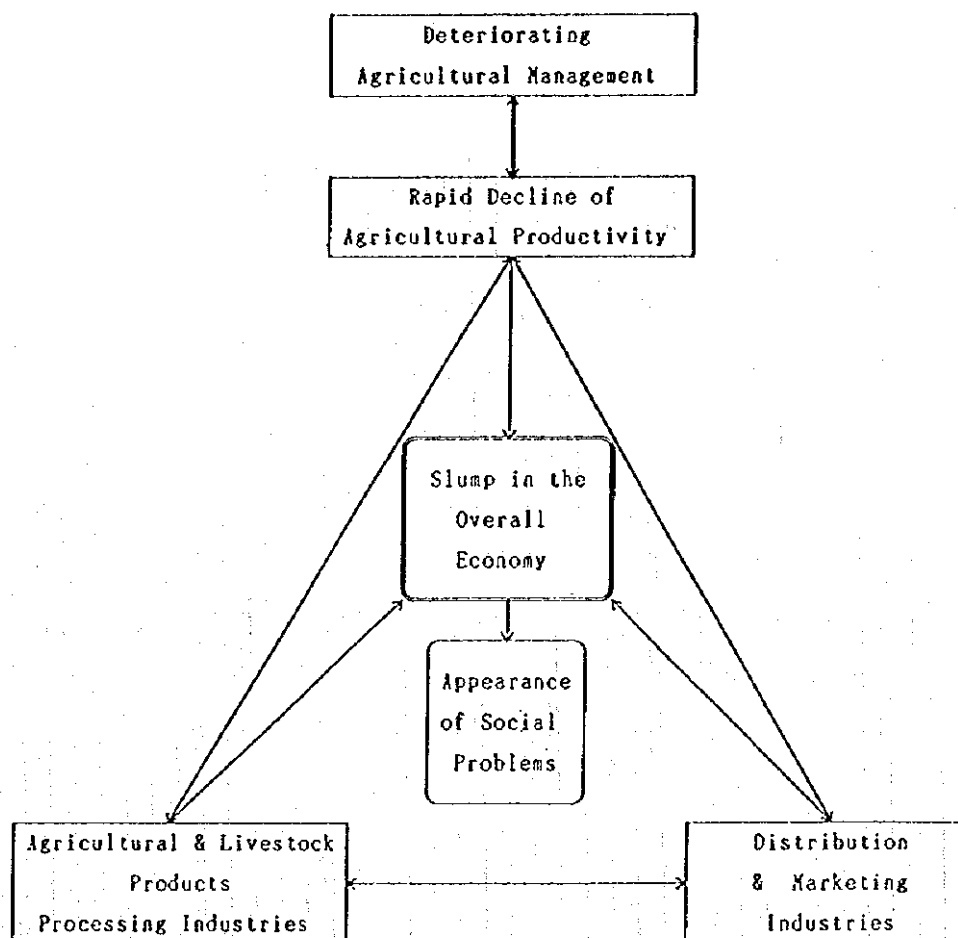 Deteriorating
Agricultural Management
Rapid Decline of
Agricultural Productivity
Slump in the
Overall
Economy
Appearance
of Social
Problems
Agricultural & Livestock
Products
Processing Industries
Distribution
& Marketing
Industries